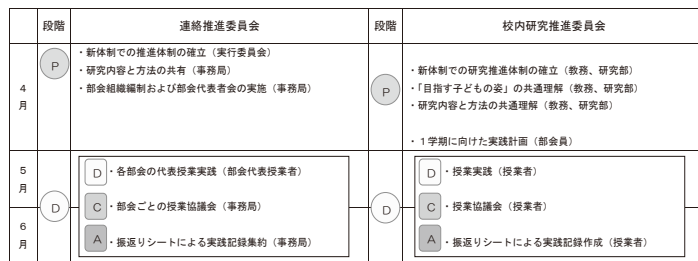 段階 連絡推進委員会 段階 校内研究推進委員会
4月
P
・新体制での推進体制の確立（実行委員会）
・研究内容と方法の共有（事務局）
・部会組織編制および部会代表者会の実施（事務局）
P
・新体制での研究推進体制の確立（教務、研究部）
・「目指す子どもの姿」の共通理解（教務、研究部）
・研究内容と方法の共通理解（教務、研究部）
・１学期に向けた実践計画（部会員）
5月
6月
D
D ・各部会の代表授業実践（部会代表授業者）
C ・部会ごとの授業協議会（事務局）
A ・振返りシートによる実践記録集約（事務局）
D
D ・授業実践（授業者）
C ・授業協議会（授業者）
A ・振返りシートによる実践記録作成（授業者）